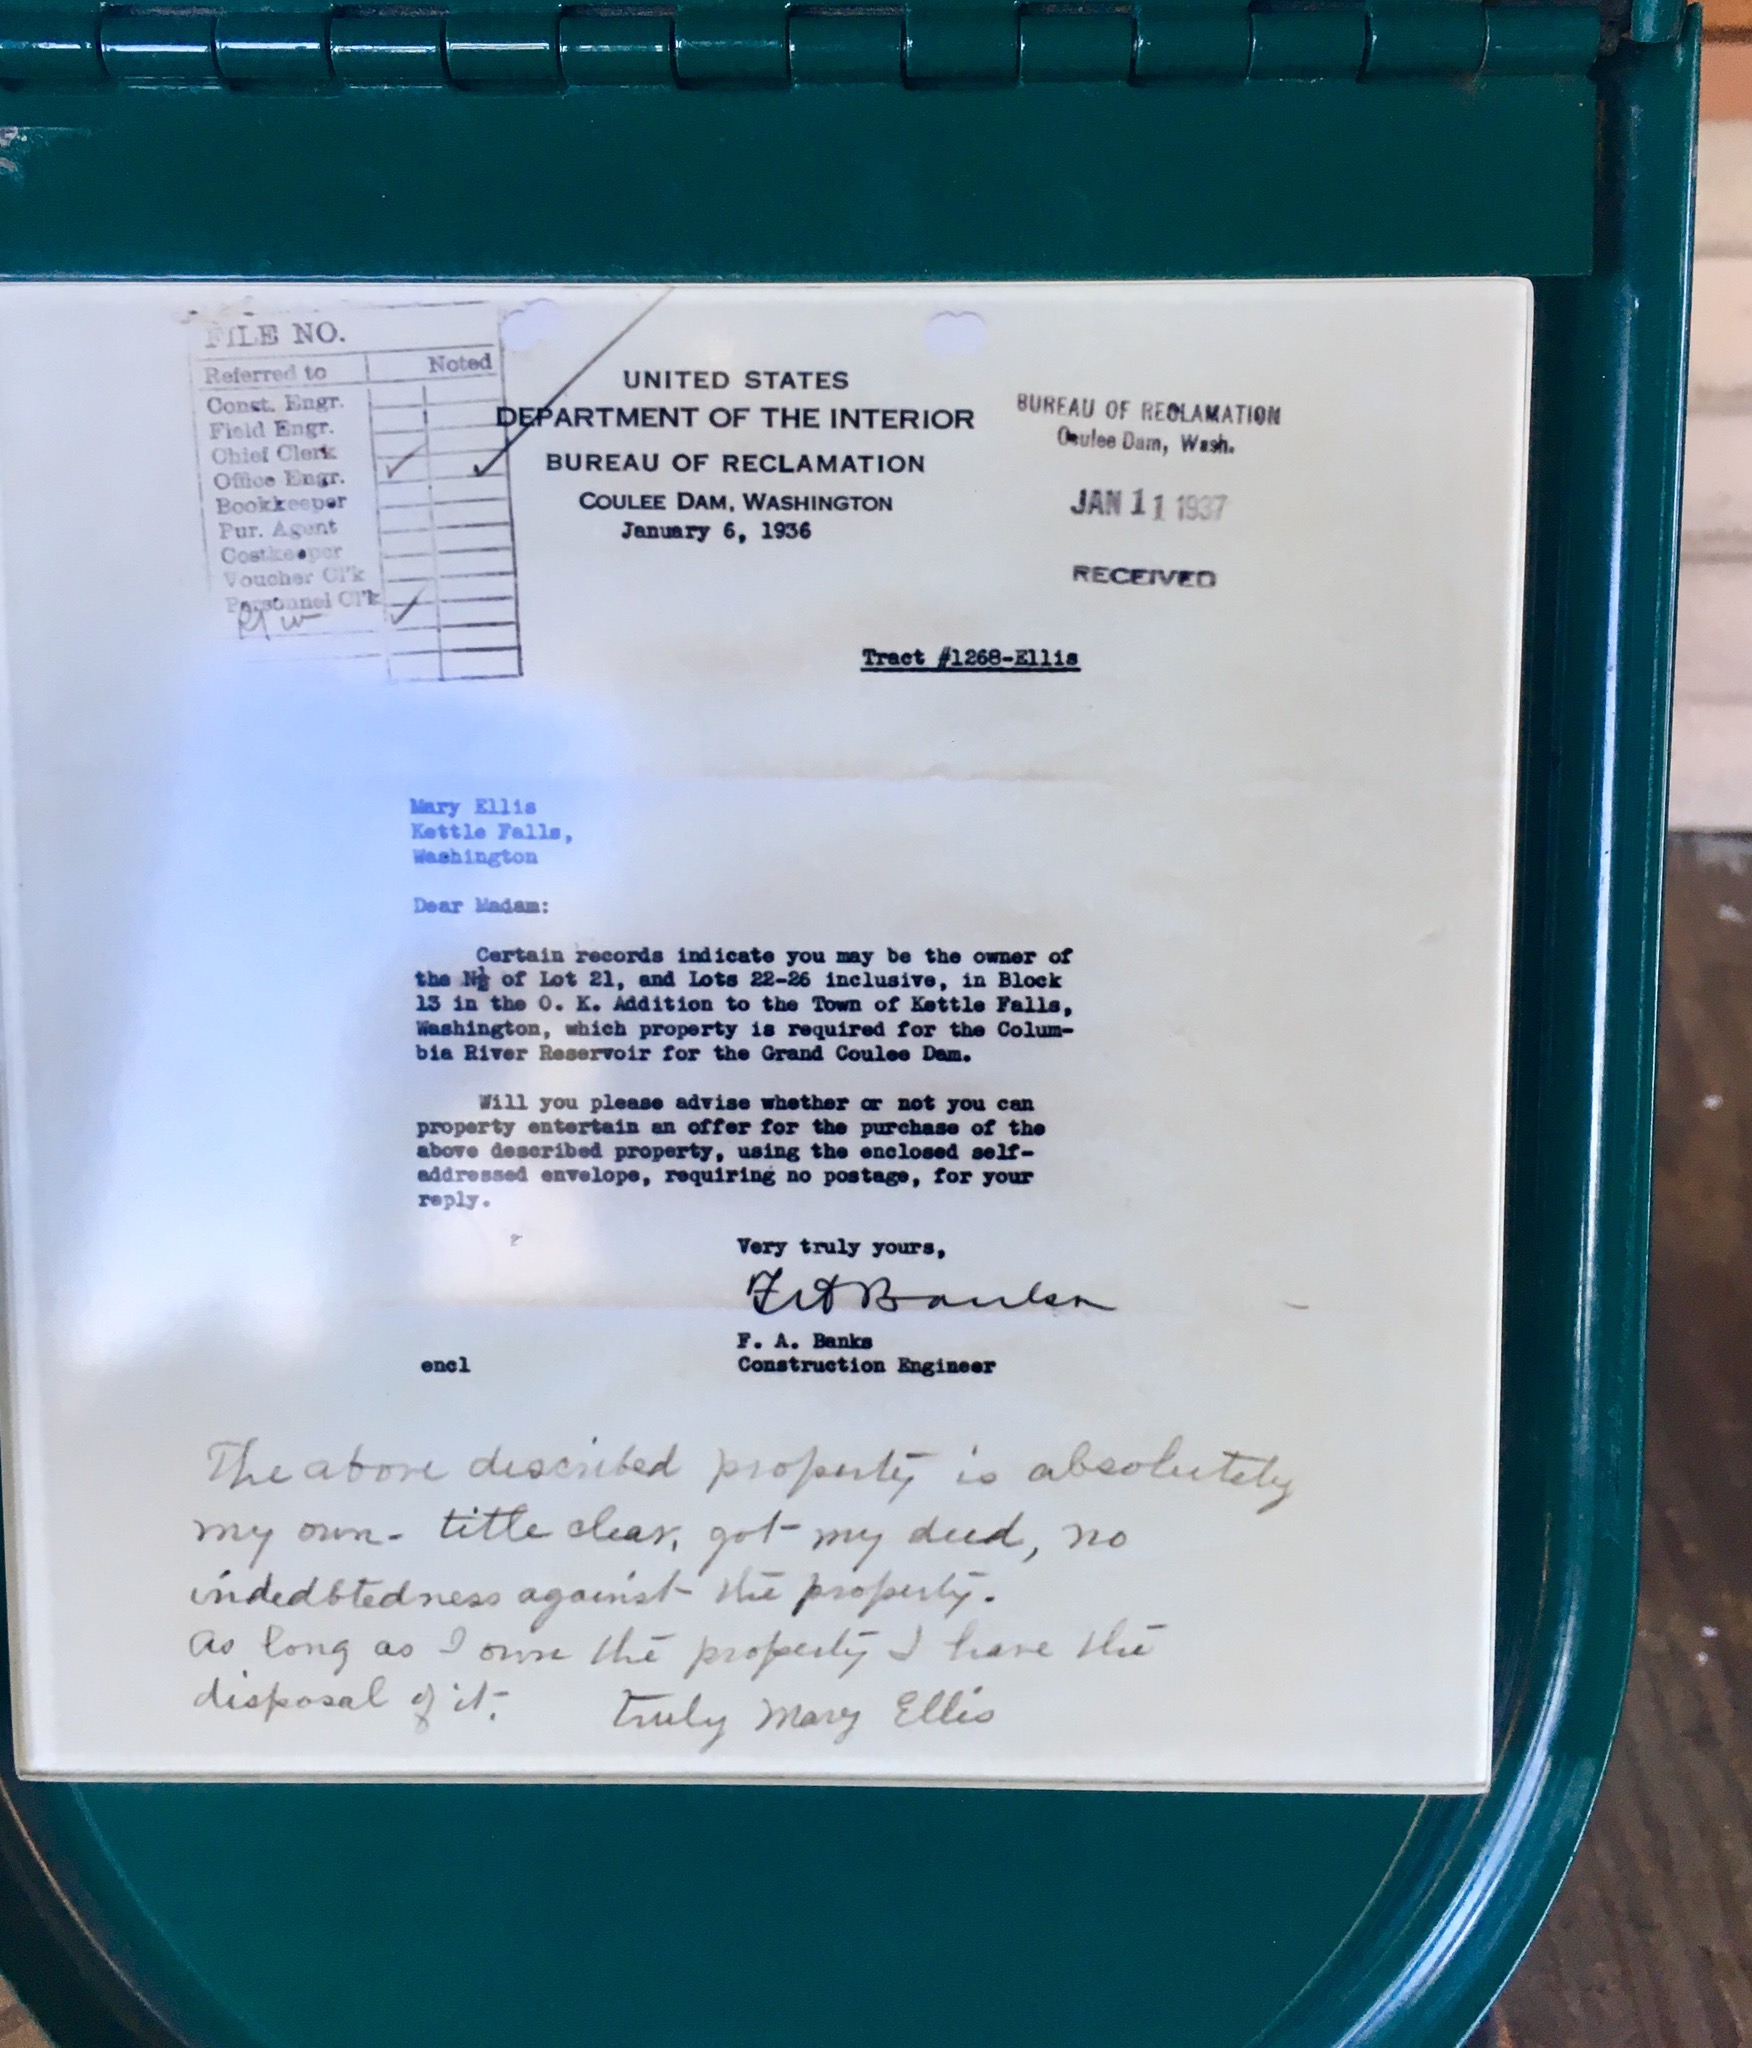 FILE NO.
Referred to Noted
Const. Engr.
Field Engr.
Chief Clerk
Office Engr.
Bookkeeper
Pur. Agent
Costkeeper
Voucher Cl'k
Personnel Cl'k
UNITED STATES
DEPARTMENT OF THE INTERIOR
BUREAU OF RECLAMATION
COULEE DAM, WASHINGTON
January 6, 1936
BUREAU OF RECLAMATION
Coulee Dam, Wash.
JAN 11 1937
RECEIVED
Tract #1268-Ellis
Mary Ellis
Kettle Falls,
Washington
Dear Madam:
Certain records indicate you may be the owner of
the N½ of Lot 21, and Lots 22-26 inclusive, in Block
13 in the O. K. Addition to the Town of Kettle Falls,
Washington, which property is required for the Colum-
bia River Reservoir for the Grand Coulee Dam.
Will you please advise whether or not you can
property entertain an offer for the purchase of the
above described property, using the enclosed self-
addressed envelope, requiring no postage, for your
reply.
Very truly yours,
F. A. Banks
encl Construction Engineer
The above described property is absolutely
my own - title clear, got my deed, no
indedbtedness against the property.
As long as I own the property I have the
disposal of it. Truly Mary Ellis